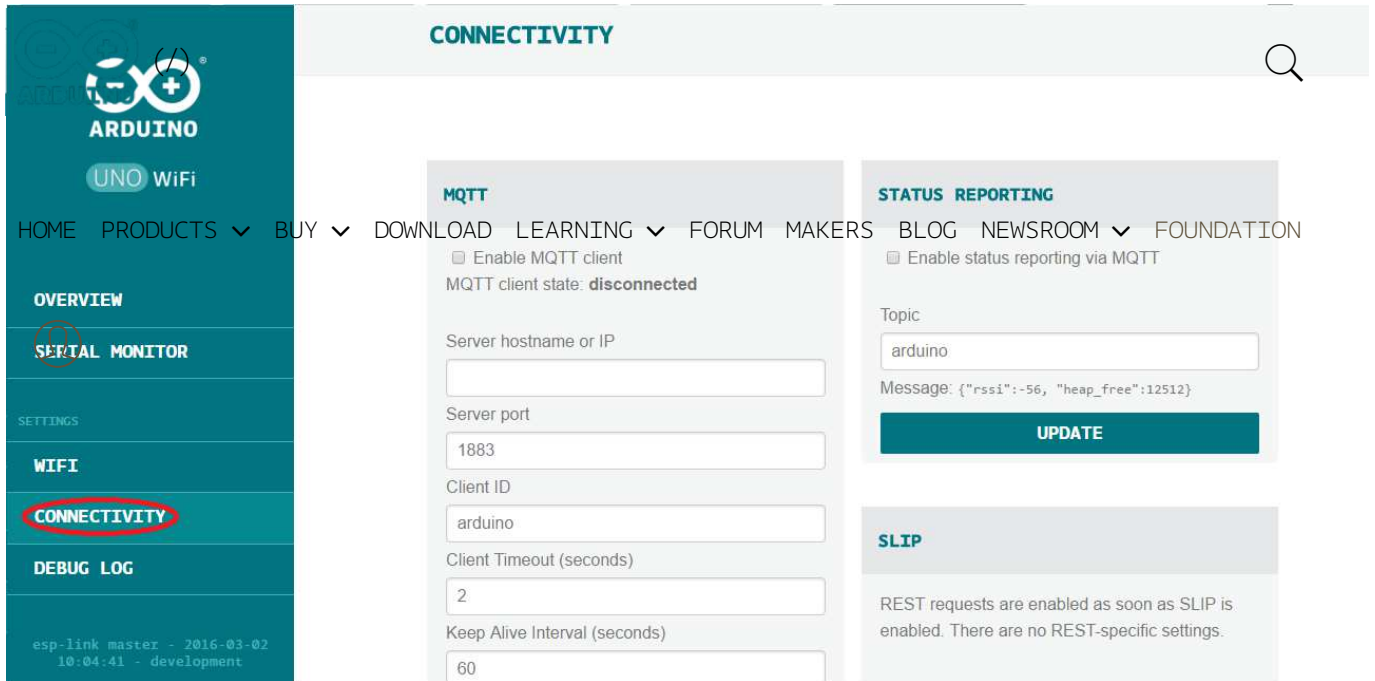 CONNECTIVITY
(/)
ARDUINO
ARDUINO
UNO WiFi
HOME PRODUCTS BUY DOWNLOAD LEARNING FORUM MAKERS BLOG NEWSROOM FOUNDATION
OVERVIEW
SERIAL MONITOR
SETTINGS
WIFI
CONNECTIVITY
DEBUG LOG
esp-link master - 2016-03-02
10:04:41 - development
MQTT
Enable MQTT client
MQTT client state: disconnected
Server hostname or IP
Server port
1883
Client ID
arduino
Client Timeout (seconds)
2
Keep Alive Interval (seconds)
60
STATUS REPORTING
Enable status reporting via MQTT
Topic
arduino
Message: {"rssi":-56, "heap_free":12512}
UPDATE
SLIP
REST requests are enabled as soon as SLIP is
enabled. There are no REST-specific settings.